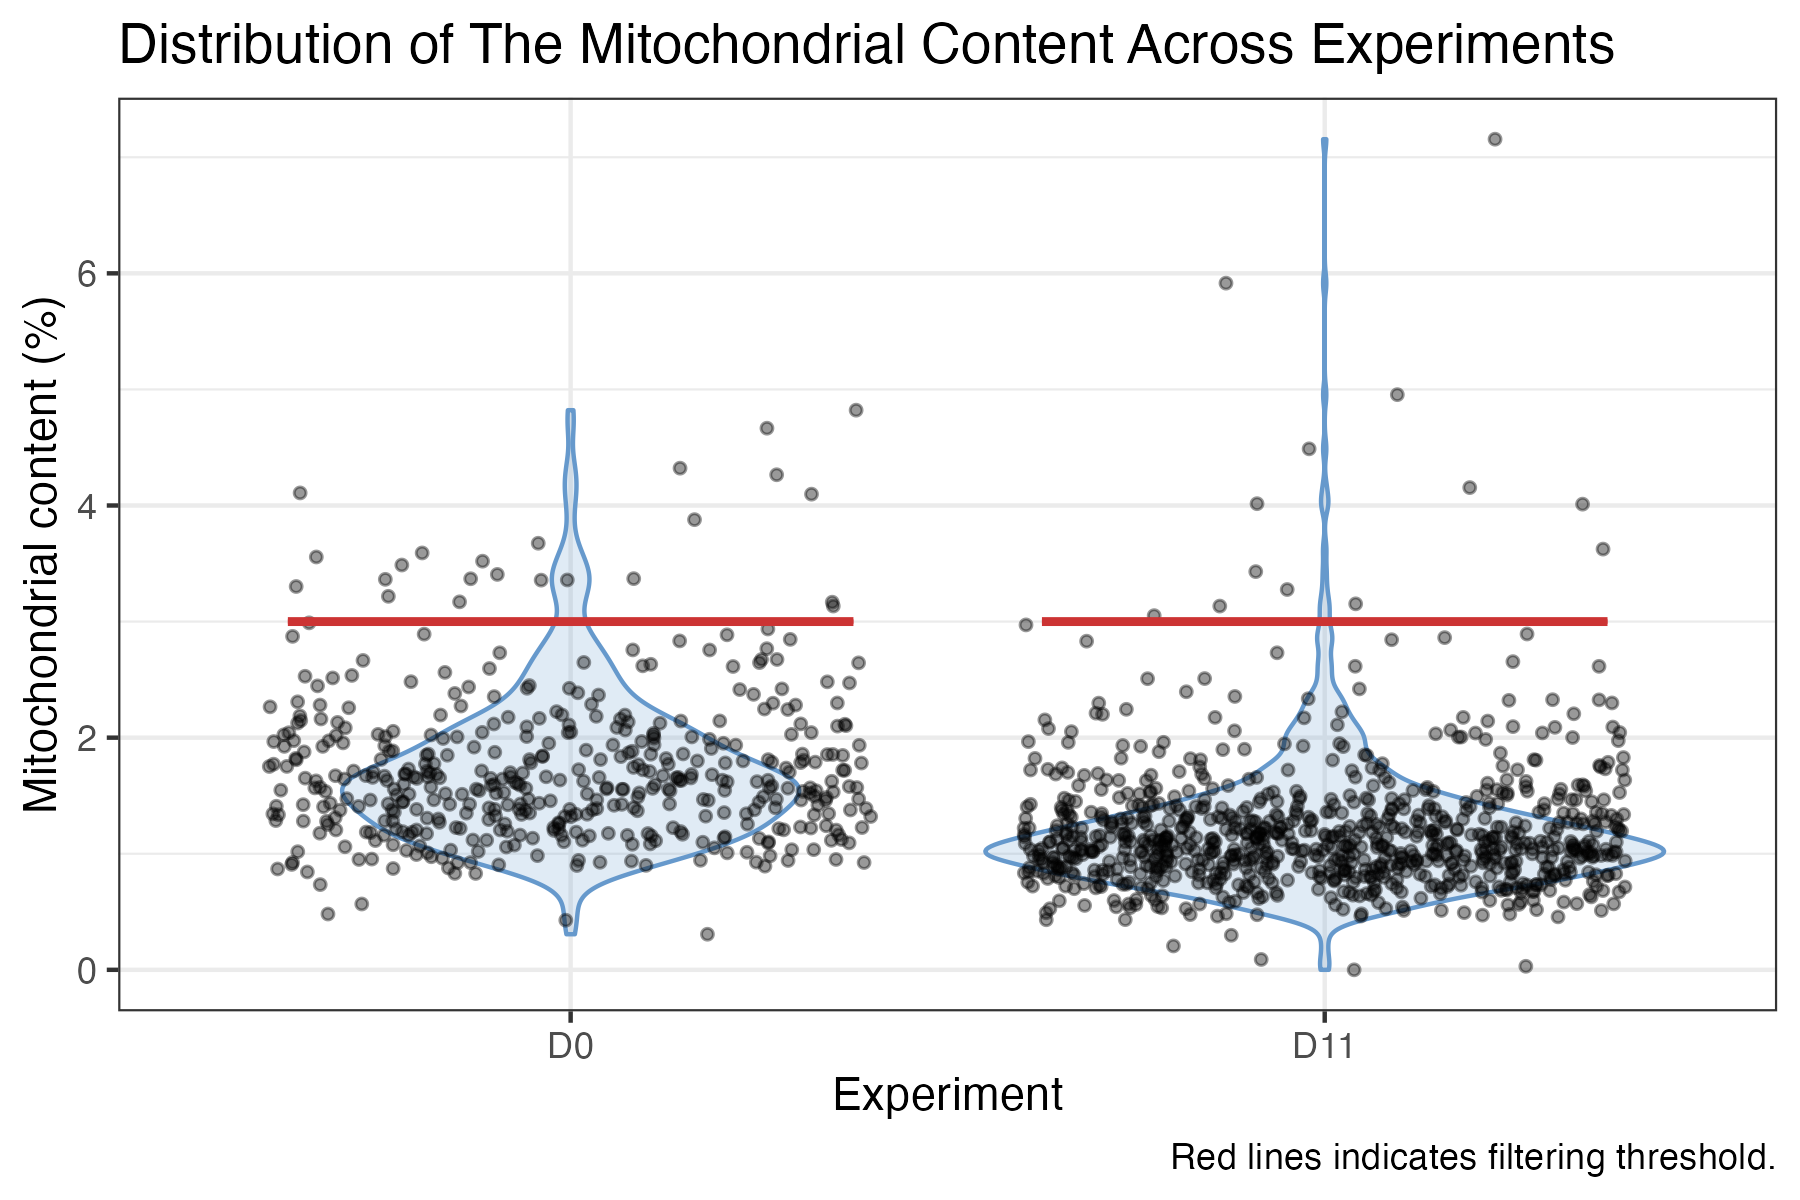 Distribution of The Mitochondrial Content Across Experiments
Mitochondrial content (%)
6
4
2
0
D0 D11
Experiment
Red lines indicates filtering threshold.